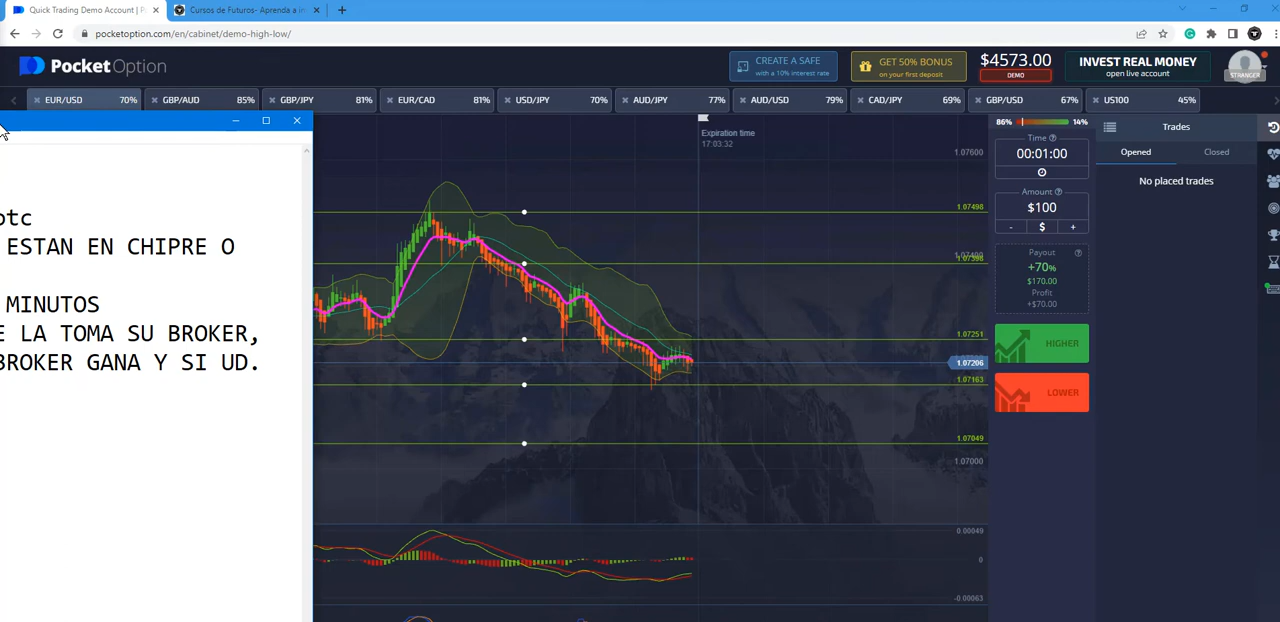 Quick Trading Demo Account | P
Cursos de Futuros- Aprenda a in
pocketoption.com/en/cabinet/demo-high-low/
PocketOption
CREATE A SAFE
with a 10% interest rate
GET 50% BONUS
on your first deposit
$4573.00
DEMO
INVEST REAL MONEY
open live account
STRANGER
EUR/USD 70%
GBP/AUD 85%
GBP/JPY 81%
EUR/CAD 81%
USD/JPY 70%
AUD/JPY 77%
AUD/USD 79%
CAD/JPY 69%
GBP/USD 67%
US100 45%
otc
ESTAN EN CHIPRE O
MINUTOS
E LA TOMA SU BROKER,
BROKER GANA Y SI UD.
Expiration time
17:03:32
1.07600
1.07498
1.07398
1.07251
1.07206
1.07163
1.07049
1.07000
0.00049
0
-0.00063
86% 14%
Time
00:01:00
Amount
$100
- $ +
Payout
+70%
$170.00
Profit
+$70.00
HIGHER
LOWER
Trades
Opened Closed
No placed trades